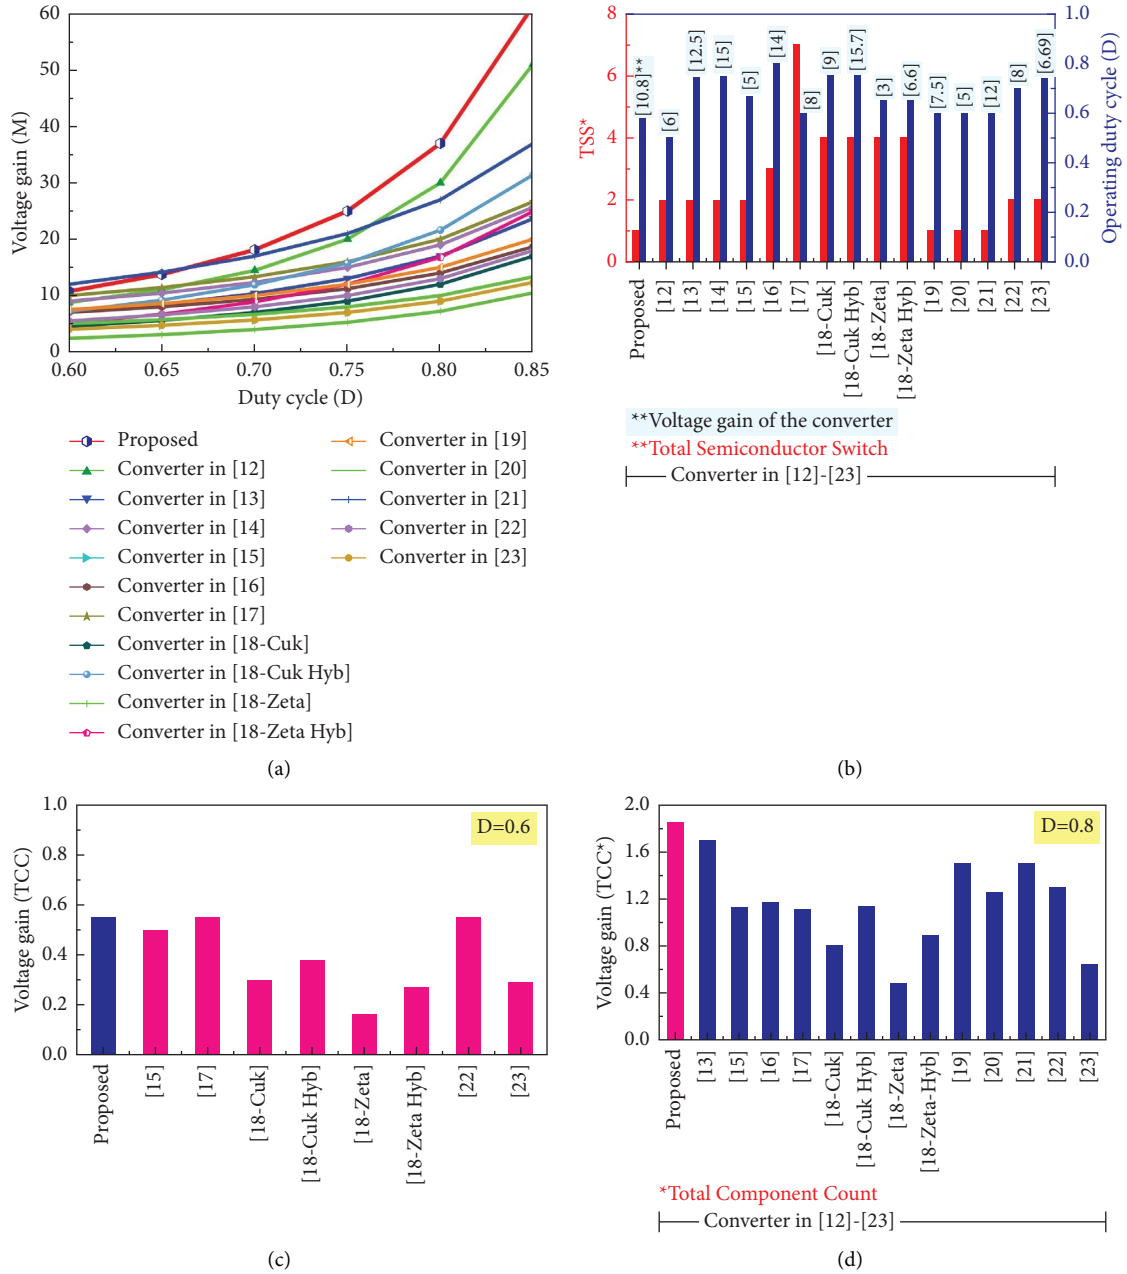 60
50
40
30
20
10
0
Voltage gain (M)
0.60
0.65
0.70
0.75
0.80
0.85
Duty cycle (D)
Proposed
Converter in [12]
Converter in [13]
Converter in [14]
Converter in [15]
Converter in [16]
Converter in [17]
Converter in [18-Cuk]
Converter in [18-Cuk Hyb]
Converter in [18-Zeta]
Converter in [18-Zeta Hyb]
Converter in [19]
Converter in [20]
Converter in [21]
Converter in [22]
Converter in [23]
(a)
8
6
4
2
0
TSS*
[10.8]**
[6]
[12.5]
[15]
[5]
[14]
[8]
[9]
[15.7]
[3]
[6.6]
[7.5]
[5]
[12]
[8]
[6.69]
1.0
0.8
0.6
0.4
0.2
0.0
Operating duty cycle (D)
Proposed
[12]
[13]
[14]
[15]
[16]
[17]
[18-Cuk]
[18-Cuk Hyb]
[18-Zeta]
[18-Zeta Hyb]
[19]
[20]
[21]
[22]
[23]
**Voltage gain of the converter
**Total Semiconductor Switch
Converter in [12]-[23]
(b)
1.0
0.8
0.6
0.4
0.2
0.0
Voltage gain (TCC)
D=0.6
Proposed
[15]
[17]
[18-Cuk]
[18-Cuk Hyb]
[18-Zeta]
[18-Zeta Hyb]
[22]
[23]
(c)
2.0
1.6
1.2
0.8
0.4
0.0
Voltage gain (TCC*)
D=0.8
Proposed
[13]
[15]
[16]
[17]
[18-Cuk]
[18-Cuk Hyb]
[18-Zeta]
[18-Zeta-Hyb]
[19]
[20]
[21]
[22]
[23]
*Total Component Count
Converter in [12]-[23]
(d)